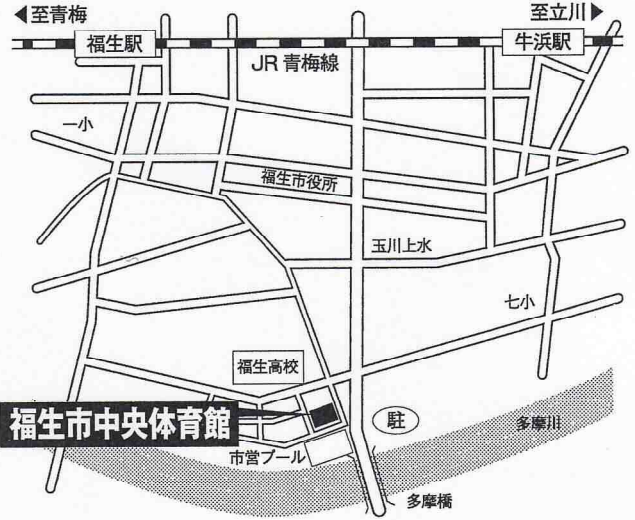 ◀至青梅
至立川▶
福生駅
牛浜駅
JR 青梅線
一小
福生市役所
玉川上水
七小
福生高校
福生市中央体育館
駐
多摩川
市営プール
多摩橋